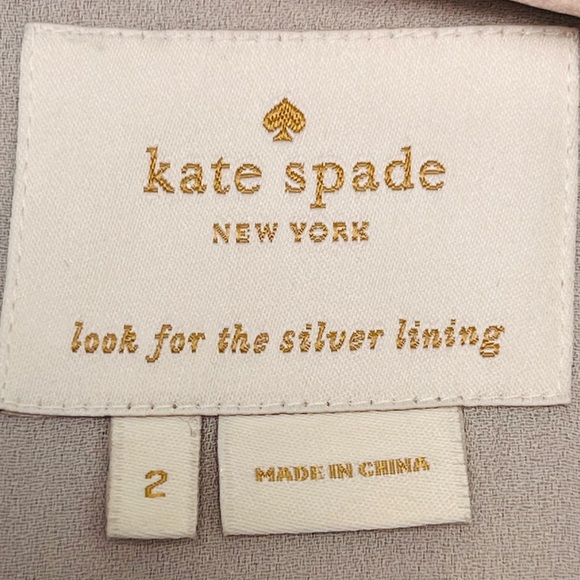 kate spade
NEW YORK
look for the silver lining
2
MADE IN CHINA